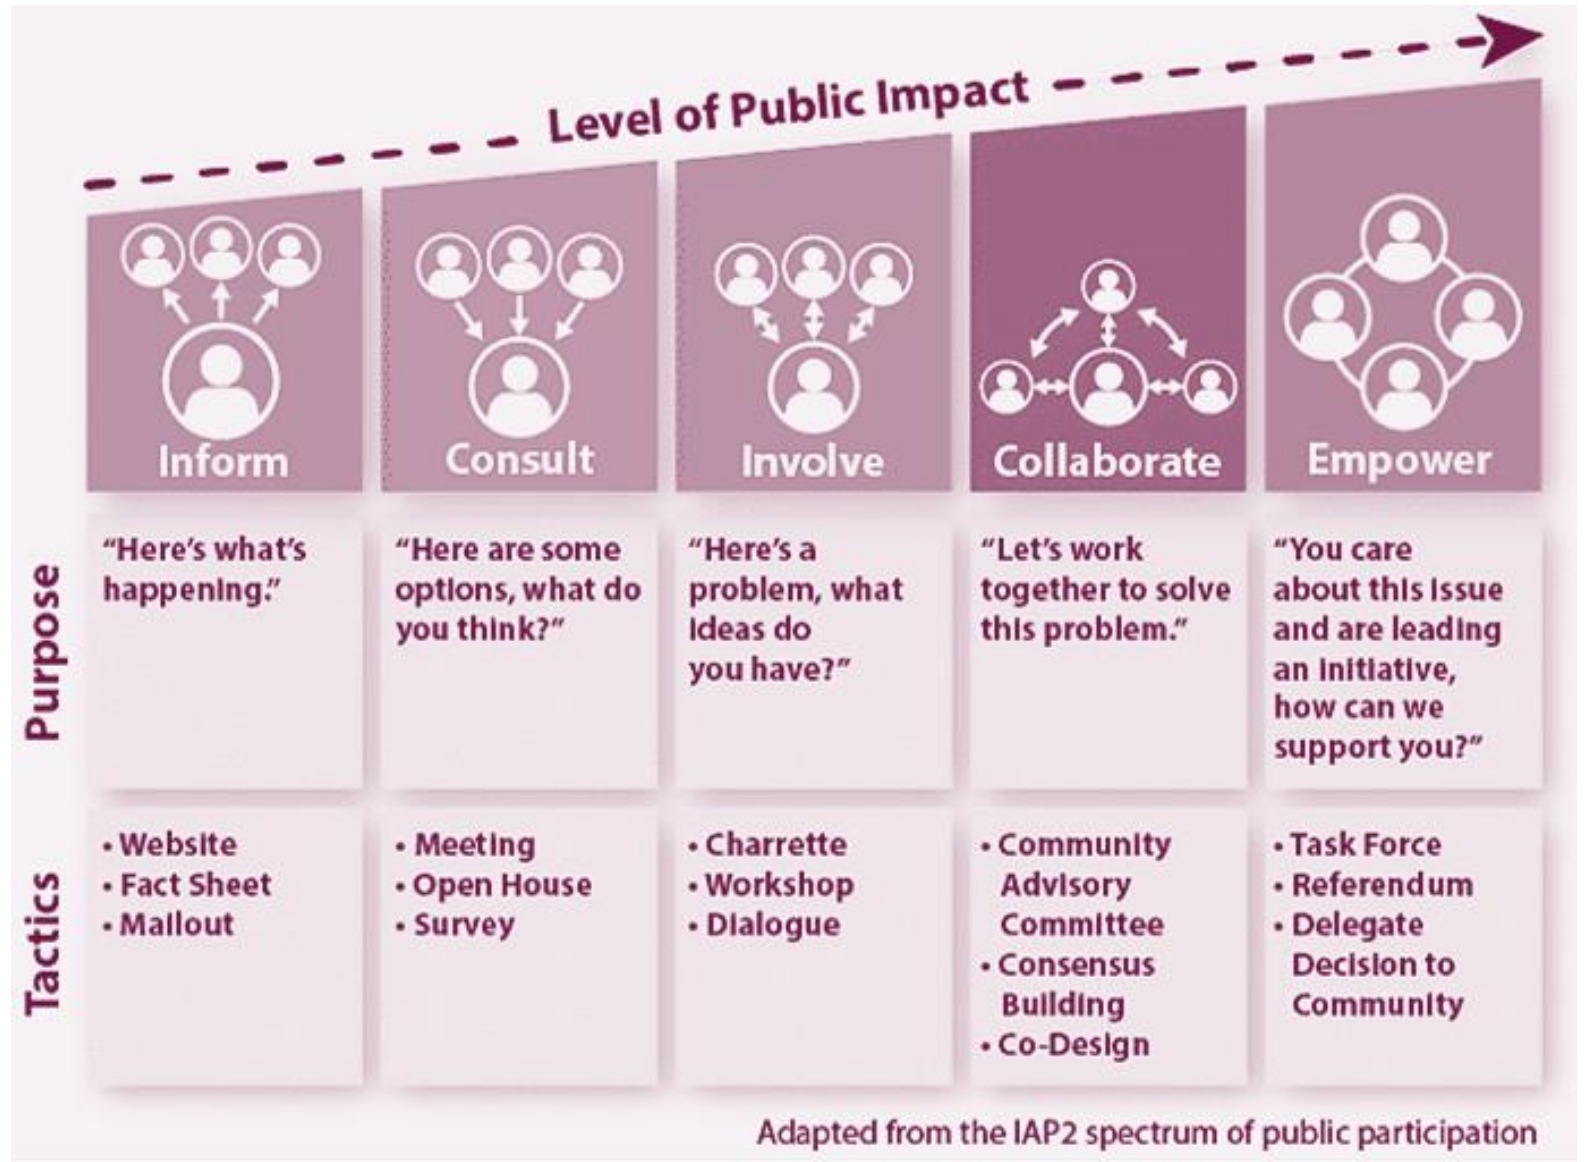 Level of Public Impact
Inform
Consult
Involve
Collaborate
Empower
Purpose
“Here’s what’s
happening.”
“Here are some
options, what do
you think?”
“Here’s a
problem, what
ideas do
you have?”
“Let’s work
together to solve
this problem.”
“You care
about this issue
and are leading
an initiative,
how can we
support you?”
Tactics
• Website
• Fact Sheet
• Mailout
• Meeting
• Open House
• Survey
• Charrette
• Workshop
• Dialogue
• Community
Advisory
Committee
• Consensus
Building
• Co-Design
• Task Force
• Referendum
• Delegate
Decision to
Community
Adapted from the IAP2 spectrum of public participation